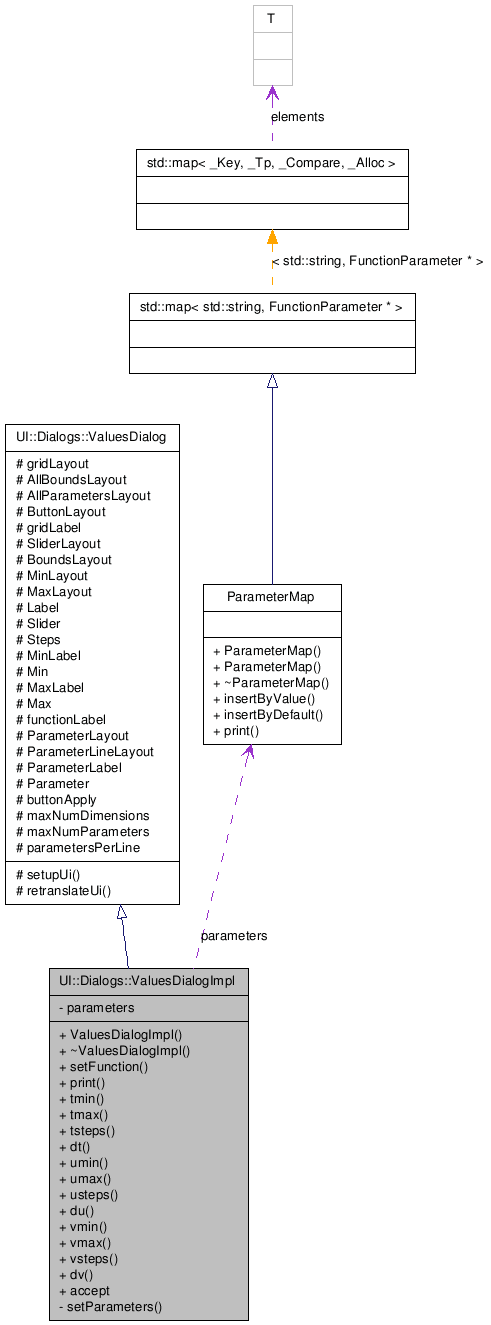 T
elements
std::map< _Key, _Tp, _Compare, _Alloc >
< std::string, FunctionParameter * >
std::map< std::string, FunctionParameter * >
UI::Dialogs::ValuesDialog
# gridLayout
# AllBoundsLayout
# AllParametersLayout
# ButtonLayout
# gridLabel
# SliderLayout
# BoundsLayout
# MinLayout
# MaxLayout
# Label
# Slider
# Steps
# MinLabel
# Min
# MaxLabel
# Max
# functionLabel
# ParameterLayout
# ParameterLineLayout
# ParameterLabel
# Parameter
# buttonApply
# maxNumDimensions
# maxNumParameters
# parametersPerLine
# setupUi()
# retranslateUi()
ParameterMap
+ ParameterMap()
+ ParameterMap()
+ ~ParameterMap()
+ insertByValue()
+ insertByDefault()
+ print()
parameters
UI::Dialogs::ValuesDialogImpl
- parameters
+ ValuesDialogImpl()
+ ~ValuesDialogImpl()
+ setFunction()
+ print()
+ tmin()
+ tmax()
+ tsteps()
+ dt()
+ umin()
+ umax()
+ usteps()
+ du()
+ vmin()
+ vmax()
+ vsteps()
+ dv()
+ accept
- setParameters()